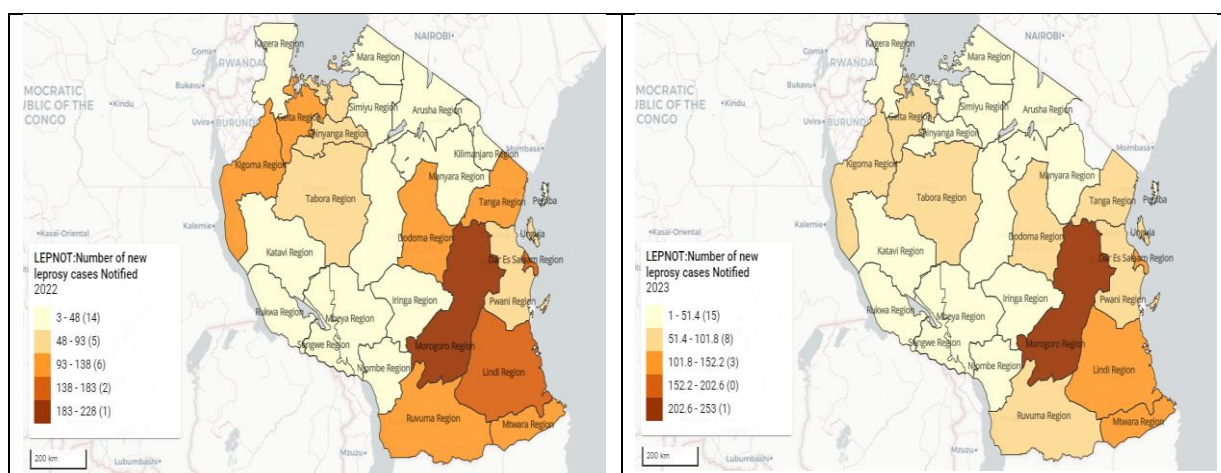 NAIROBI
Kagera Region
Mara Region
Goma
RWANDA
Bukavu
MOCRATIC
UBLIC OF THE
CONGO
Kindu
Uvira
BURUNDI
Geita Region
Simiyu Region
Arusha Region
Shinyanga Region
Kilimanjaro Region
Mombasa
Kigoma Region
Manyara Region
Tabora Region
Tanga Region
Pemba
Kasai-Oriental
Kalemie
Dodoma Region
Unguja
Katavi Region
Dar Es Salaam Region
Pwani Region
Iringa Region
Rukwa Region
Mbeya Region
Songwe Region
Morogoro Region
Njombe Region
Lindi Region
Ruvuma Region
Mtwara Region
Lubumbashi
Mzuzu
LEPNOT:Number of new
leprosy cases Notified
2022
3 - 48 (14)
48 - 93 (5)
93 - 138 (6)
138 - 183 (2)
183 - 228 (1)
200 km
NAIROBI
Kagera Region
Mara Region
Goma
RWANDA
Bukavu
MOCRATIC
UBLIC OF THE
CONGO
Kindu
Uvira
BURUNDI
Geita Region
Simiyu Region
Arusha Region
Shinyanga Region
Mombasa
Kigoma Region
Manyara Region
Tabora Region
Tanga Region
Pemba
Kasai-Oriental
Kalemie
Dodoma Region
Unguja
Katavi Region
Dar Es Salaam Region
Pwani Region
Iringa Region
Rukwa Region
Mbeya Region
Songwe Region
Morogoro Region
Njombe Region
Lindi Region
Ruvuma Region
Mtwara Region
Lubumbashi
Mzuzu
LEPNOT:Number of new
leprosy cases Notified
2023
1 - 51.4 (15)
51.4 - 101.8 (8)
101.8 - 152.2 (3)
152.2 - 202.6 (0)
202.6 - 253 (1)
200 km